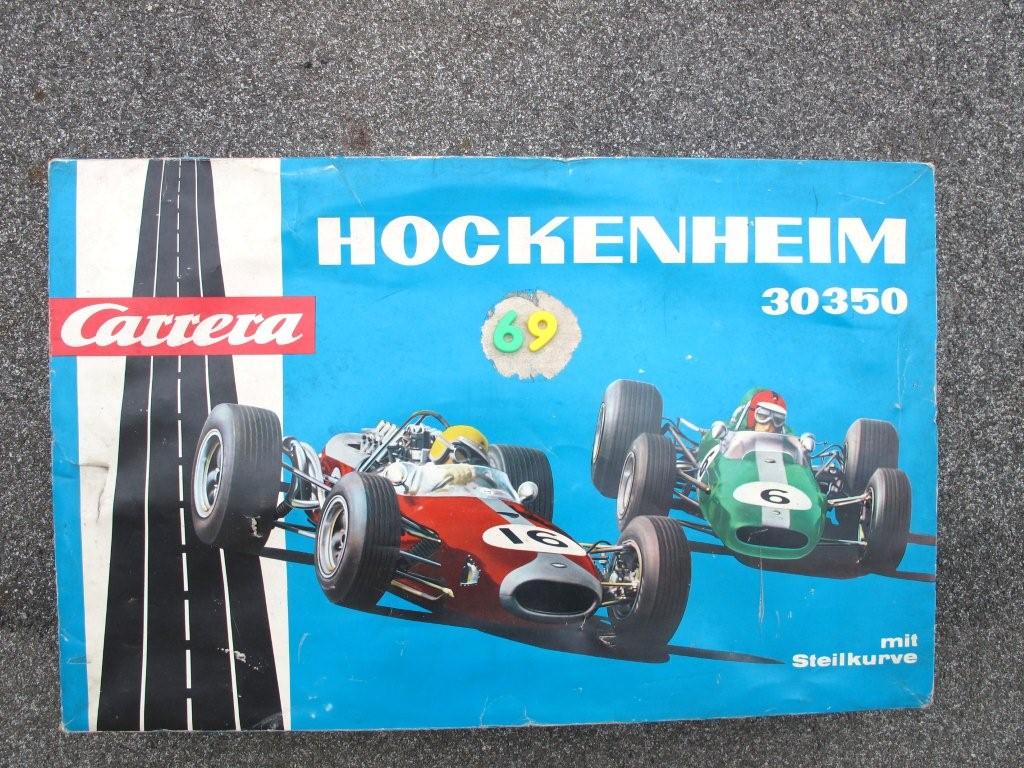 HOCKENHEIM
30350
Carrera
69
16
6
mit
Steilkurve